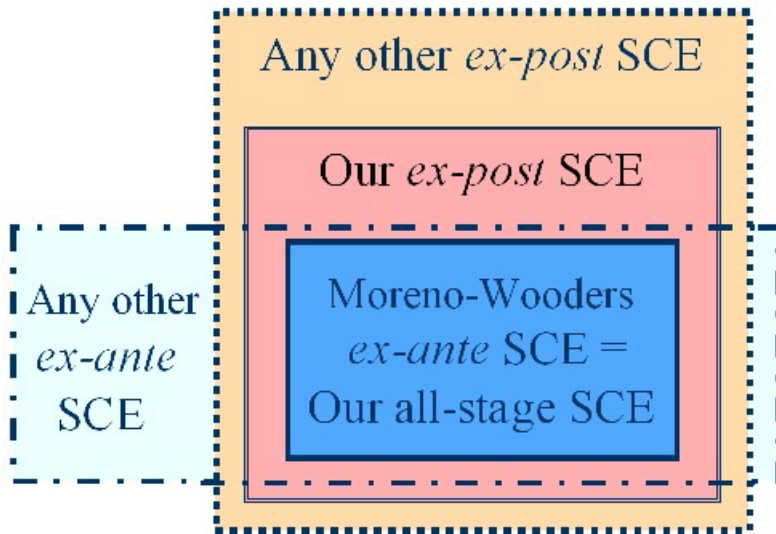 Any other ex-post SCE
Our ex-post SCE
Any other
ex-ante
SCE
Moreno-Wooders
ex-ante SCE =
Our all-stage SCE